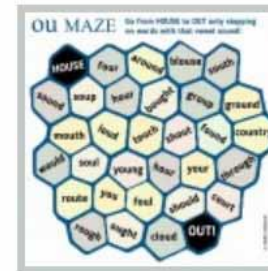 ou MAZE Go from HOUSE to OUT only stepping
on words with that sound!
HOUSE four around blouse south
sound soup hour bought group ground
mouth loud touch shout found country
would soul young hour your through
route you foul should court
rough ought cloud OUT!